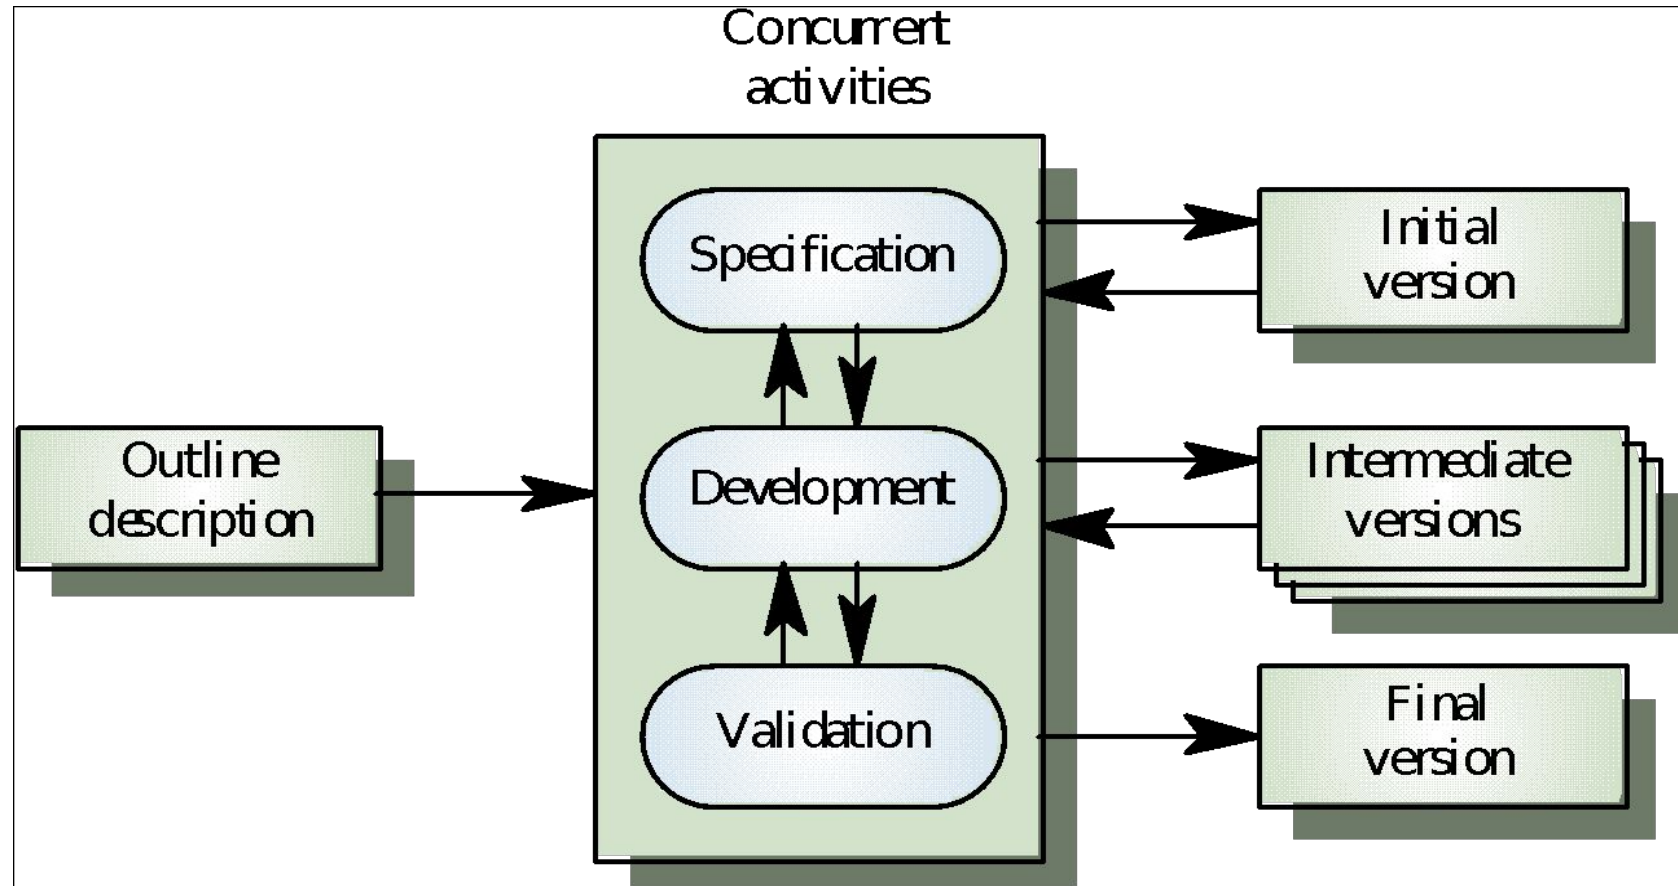 Concurrent
activities
Specification
Initial
version
Outline
description
Development
Intermediate
versions
Validation
Final
version